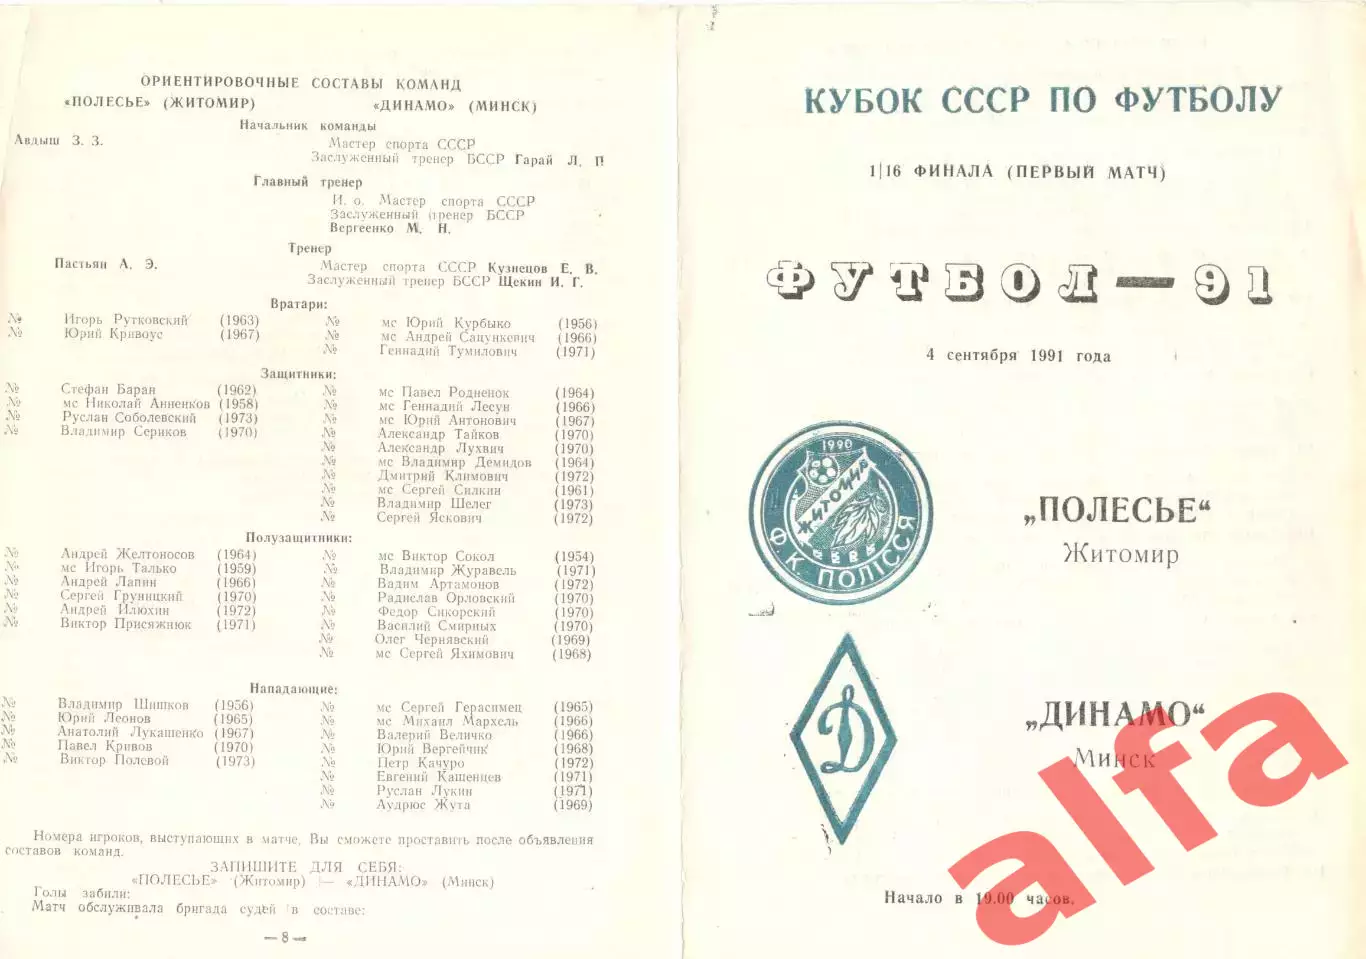 ОРИЕНТИРОВОЧНЫЕ СОСТАВЫ КОМАНД
«ПОЛЕСЬЕ» (ЖИТОМИР) «ДИНАМО» (МИНСК)
Начальник команды
Авдыш З. З. Мастер спорта СССР
Заслуженный тренер БССР Гарай Л. П
Главный тренер
И. о. Мастер спорта СССР
Заслуженный тренер БССР
Вергеенко М. Н.
Тренер
Пастьян А. Э. Мастер спорта СССР Кузнецов Е. В.
Заслуженный тренер БССР Щекин И. Г.
Вратари:
№ Игорь Рутковский (1963) № мс Юрий Курбыко (1956)
№ Юрий Кривоус (1967) № мс Андрей Сацункевич (1966)
№ Геннадий Тумилович (1971)
Защитники:
№ Стефан Баран (1962) № мс Павел Родненок (1964)
№ мс Николай Анненков (1958) № мс Геннадий Лесун (1966)
№ Руслан Соболевский (1973) № мс Юрий Антонович (1967)
№ Владимир Сериков (1970) № Александр Тайков (1970)
№ Александр Лухвич (1970)
№ мс Владимир Демидов (1964)
№ Дмитрий Климович (1972)
№ мс Сергей Силкин (1961)
№ Владимир Шелег (1973)
№ Сергей Яскович (1972)
Полузащитники:
№ Андрей Желтоносов (1964) № мс Виктор Сокол (1954)
№ мс Игорь Талько (1959) № Владимир Журавель (1971)
№ Андрей Лапин (1966) № Вадим Артамонов (1972)
№ Сергей Груницкий (1970) № Радислав Орловский (1970)
№ Андрей Илюхин (1972) № Федор Сикорский (1970)
№ Виктор Присяжнюк (1971) № Василий Смирных (1970)
№ Олег Чернявский (1969)
№ мс Сергей Яхимович (1968)
Нападающие:
№ Владимир Шишков (1956) № мс Сергей Герасимец (1965)
№ Юрий Леонов (1965) № мс Михаил Мархель (1966)
№ Анатолий Лукашенко (1967) № Валерий Величко (1966)
№ Павел Кривов (1970) № Юрий Вергейчик (1968)
№ Виктор Полевой (1973) № Петр Качуро (1972)
№ Евгений Кашенцев (1971)
№ Руслан Лукин (1971)
№ Аудрюс Жута (1969)
Номера игроков, выступающих в матче, Вы сможете проставить после объявления
составов команд.
ЗАПИШИТЕ ДЛЯ СЕБЯ:
«ПОЛЕСЬЕ» (Житомир) — «ДИНАМО» (Минск)
Голы забили:
Матч обслуживала бригада судей в составе:
— 8 —
КУБОК СССР ПО ФУТБОЛУ
1|16 ФИНАЛА (ПЕРВЫЙ МАТЧ)
ФУТБОЛ—91
4 сентября 1991 года
1990
ЖИТОМИР
Ф.К. ПОЛІССЯ
„ПОЛЕСЬЕ“
Житомир
Д
„ДИНАМО“
Минск
Начало в 19.00 часов.
alfa